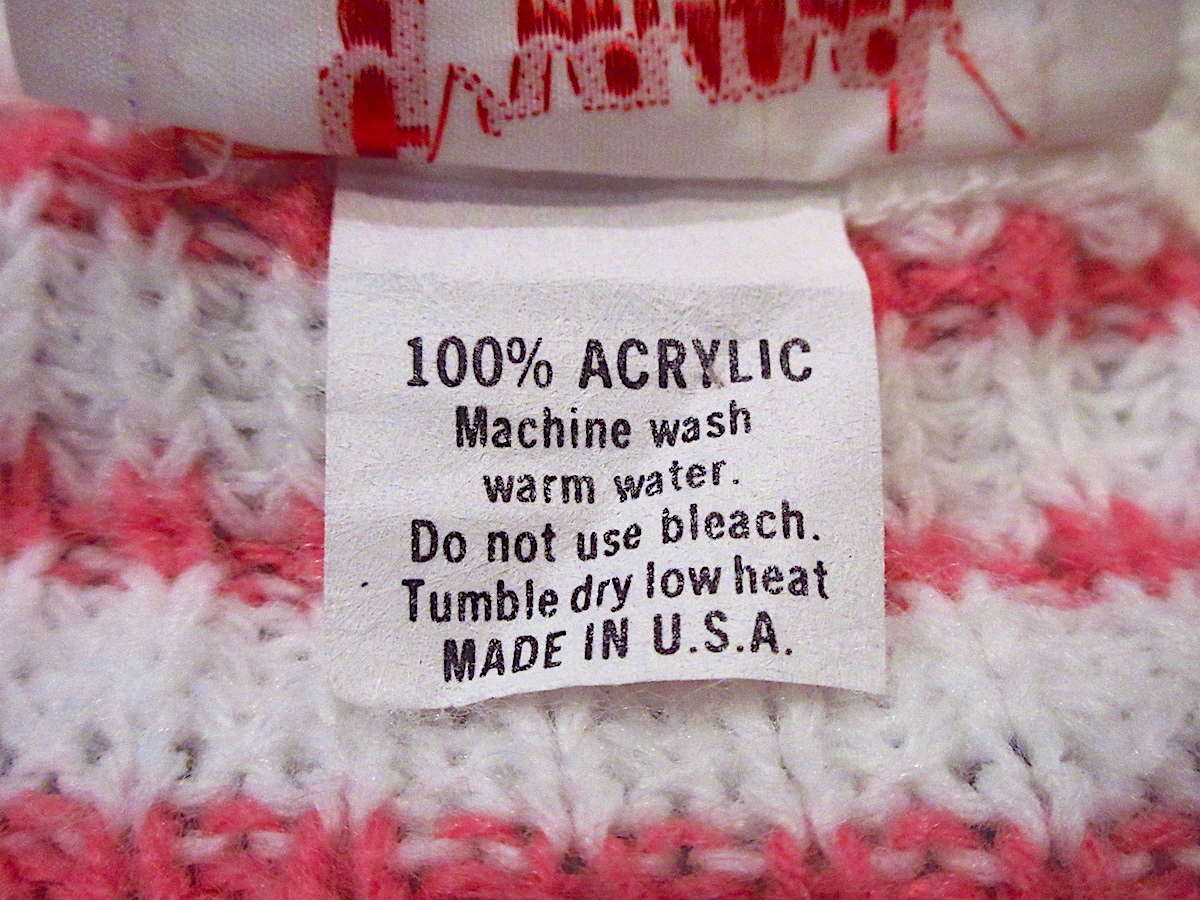 100% ACRYLIC
Machine wash
warm water.
Do not use bleach.
Tumble dry low heat
MADE IN U.S.A.